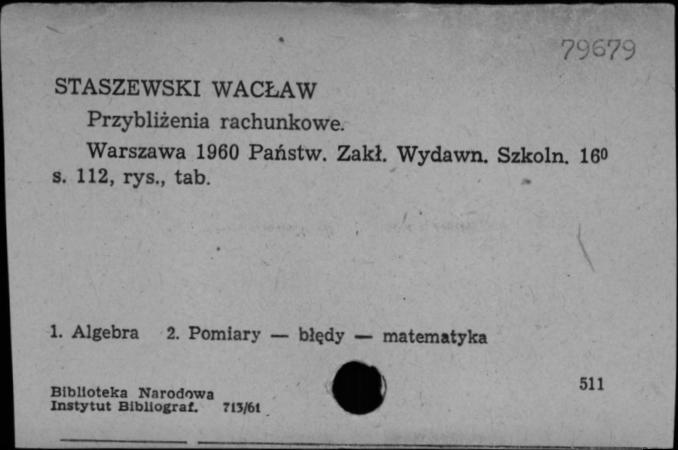 79679
STASZEWSKI WACŁAW
Przybliżenia rachunkowe.
Warszawa 1960 Państw. Zakł. Wydawn. Szkoln. 16⁰
s. 112, rys., tab.
1. Algebra 2. Pomiary — błędy — matematyka
511
Biblioteka Narodowa
Instytut Bibliograf. 713/61